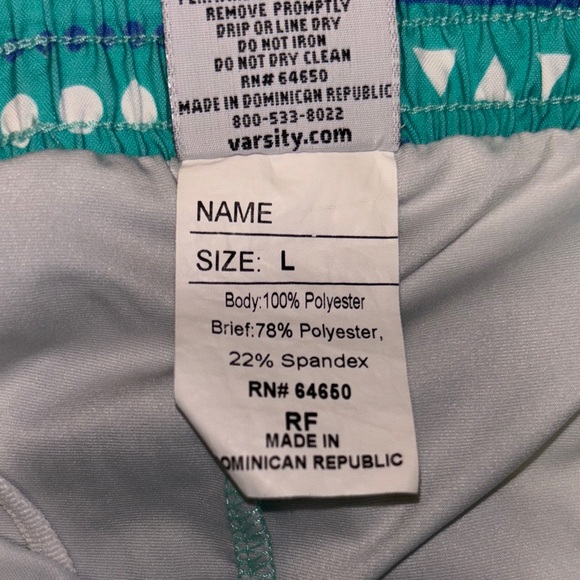 REMOVE PROMPTLY
DRIP OR LINE DRY
DO NOT IRON
DO NOT DRY CLEAN
RN# 64650
MADE IN DOMINICAN REPUBLIC
800-533-8022
varsity.com
NAME
SIZE: L
Body:100% Polyester
Brief:78% Polyester,
22% Spandex
RN# 64650
RF
MADE IN
OMINICAN REPUBLIC